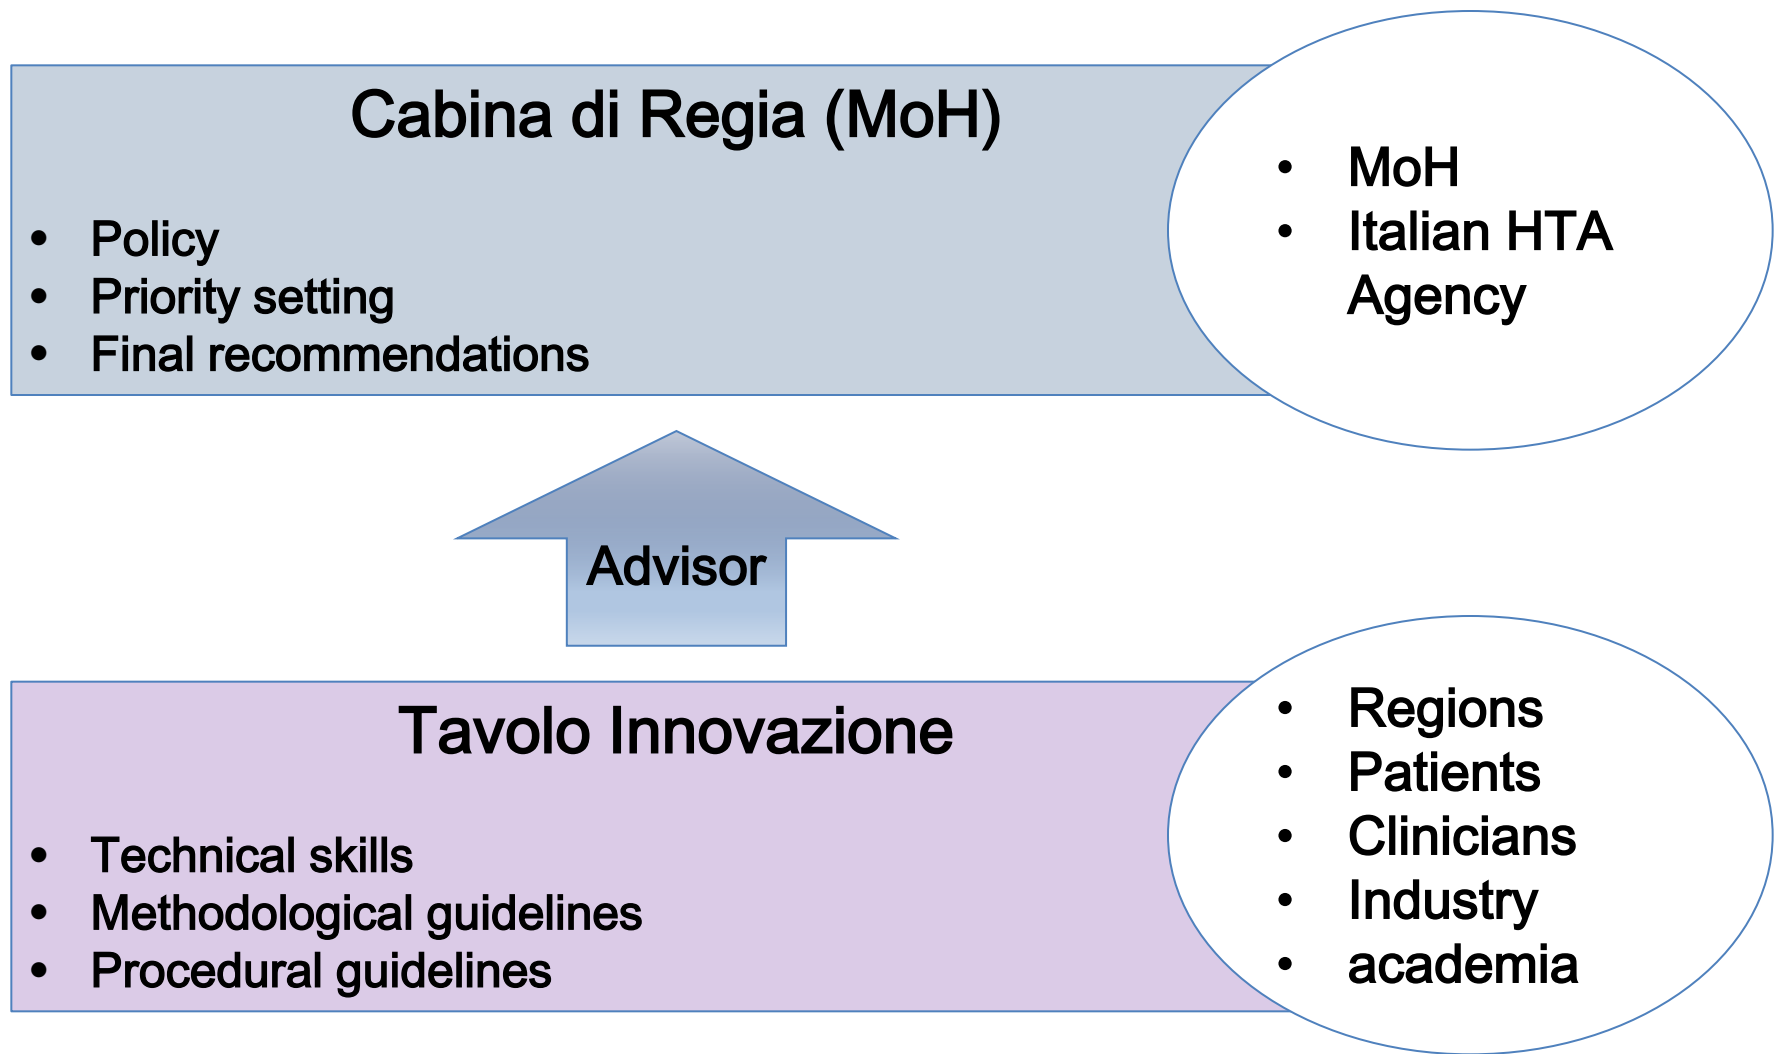 Cabina di Regia (MoH)
• Policy
• Priority setting
• Final recommendations
• MoH
• Italian HTA
Agency
Advisor
Tavolo Innovazione
• Technical skills
• Methodological guidelines
• Procedural guidelines
• Regions
• Patients
• Clinicians
• Industry
• academia